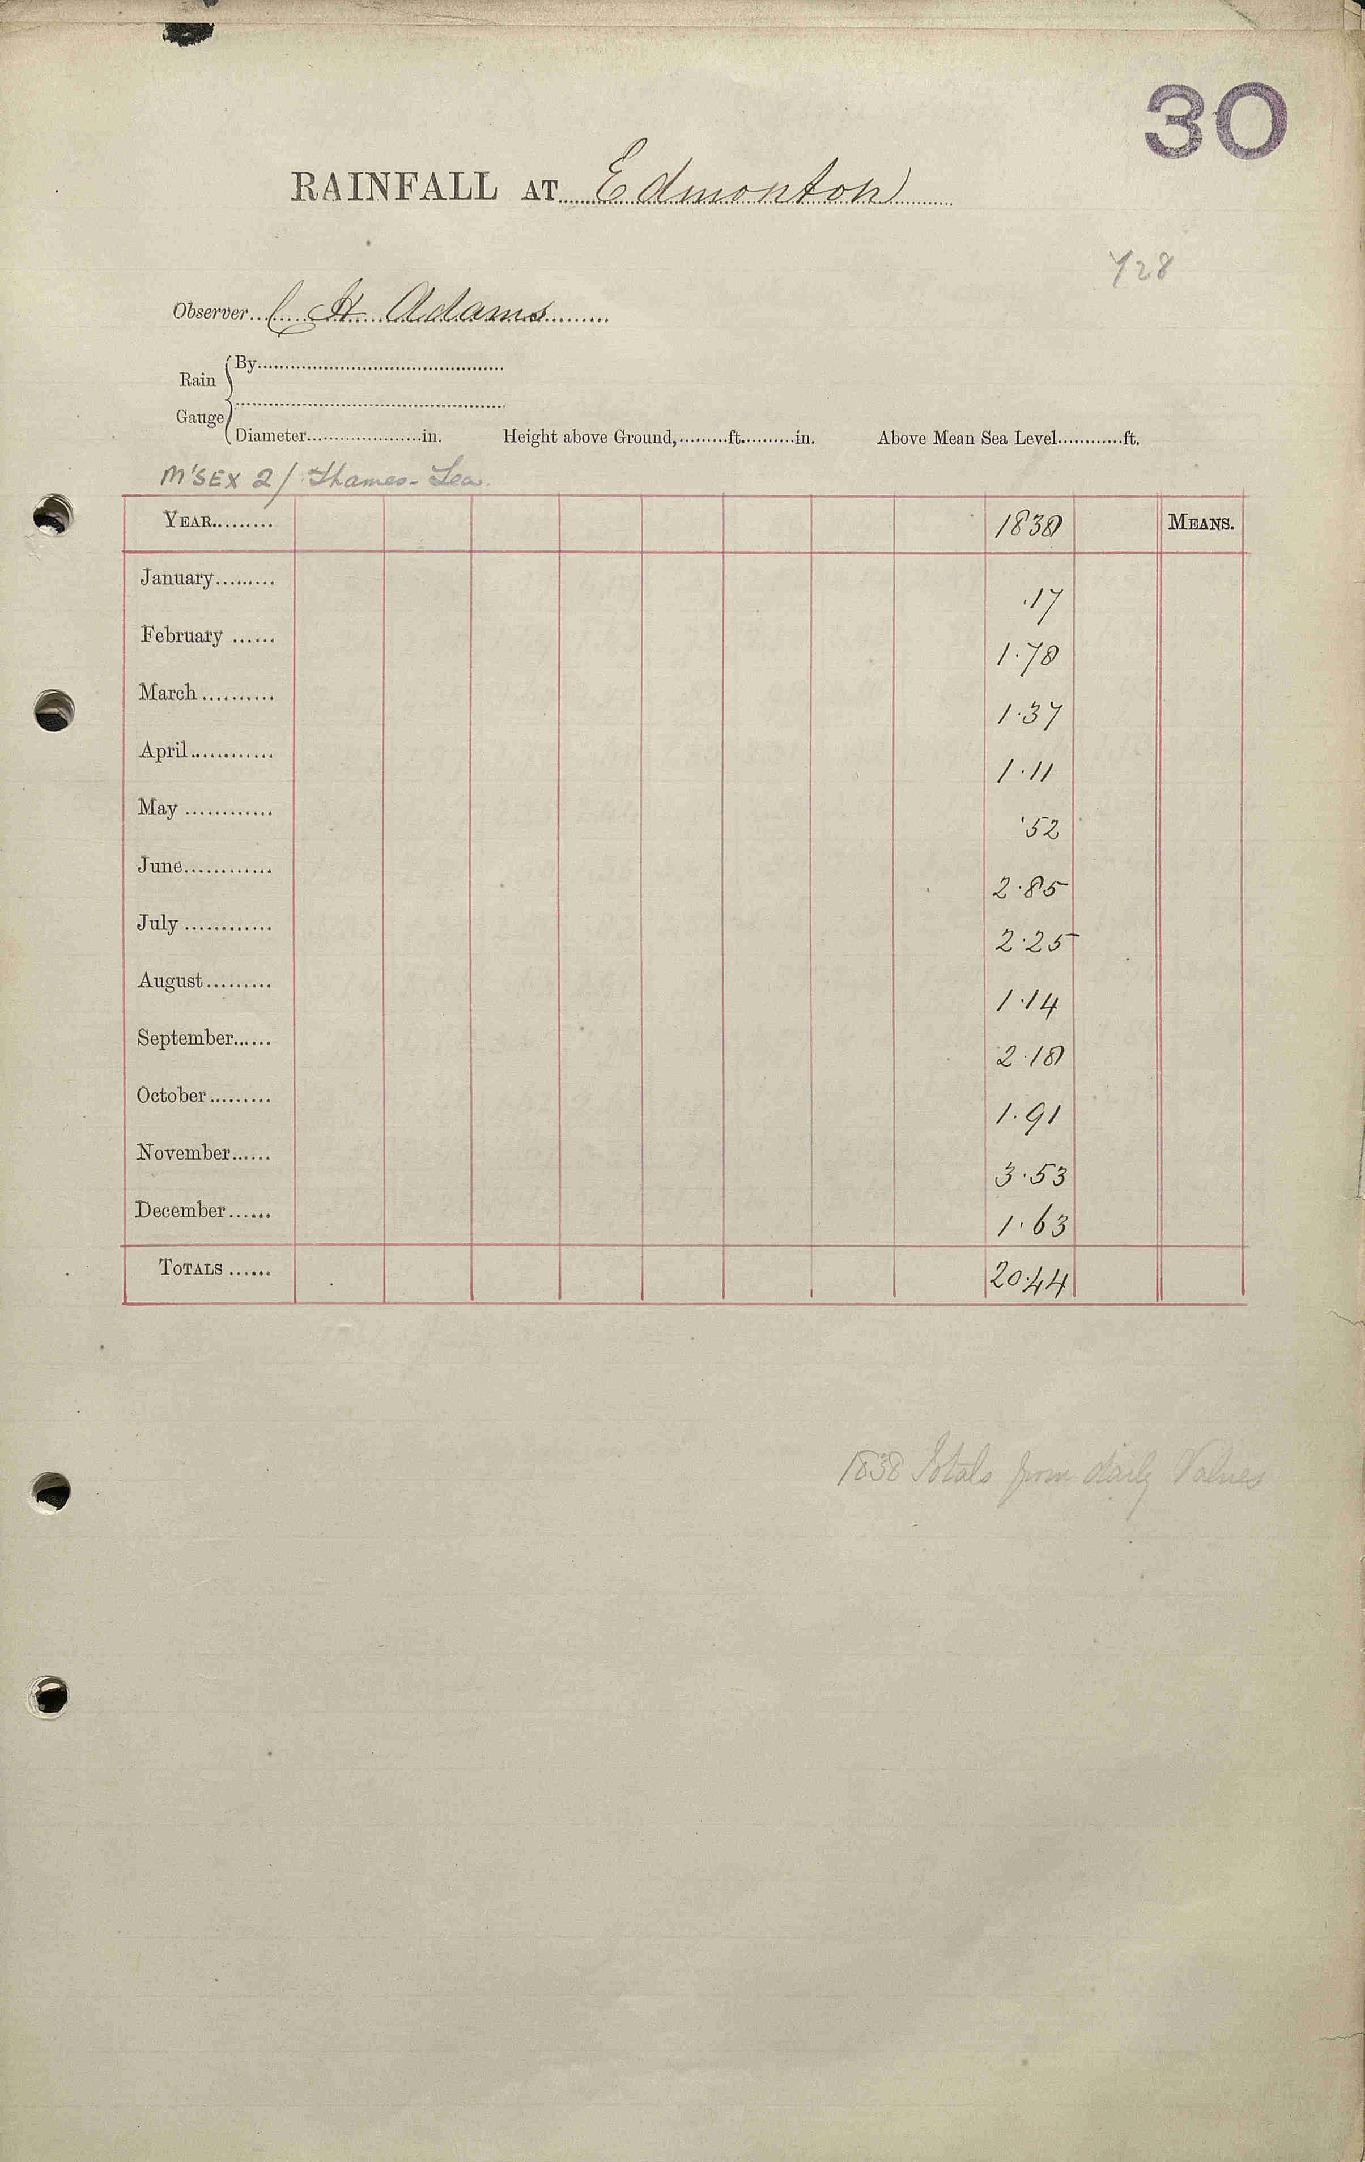 30
RAINFALL AT Edmonton
728
Observer C H Adams
Rain Gauge { By
Diameter in. Height above Ground, ft. in. Above Mean Sea Level ft.
M'SEX 2/ Thames-Lea.
YEAR 1838 MEANS.
January .17
February 1.78
March 1.37
April 1.11
May .52
June 2.85
July 2.25
August 1.14
September 2.18
October 1.91
November 3.53
December 1.63
TOTALS 20.44
1838 Totals from daily Values